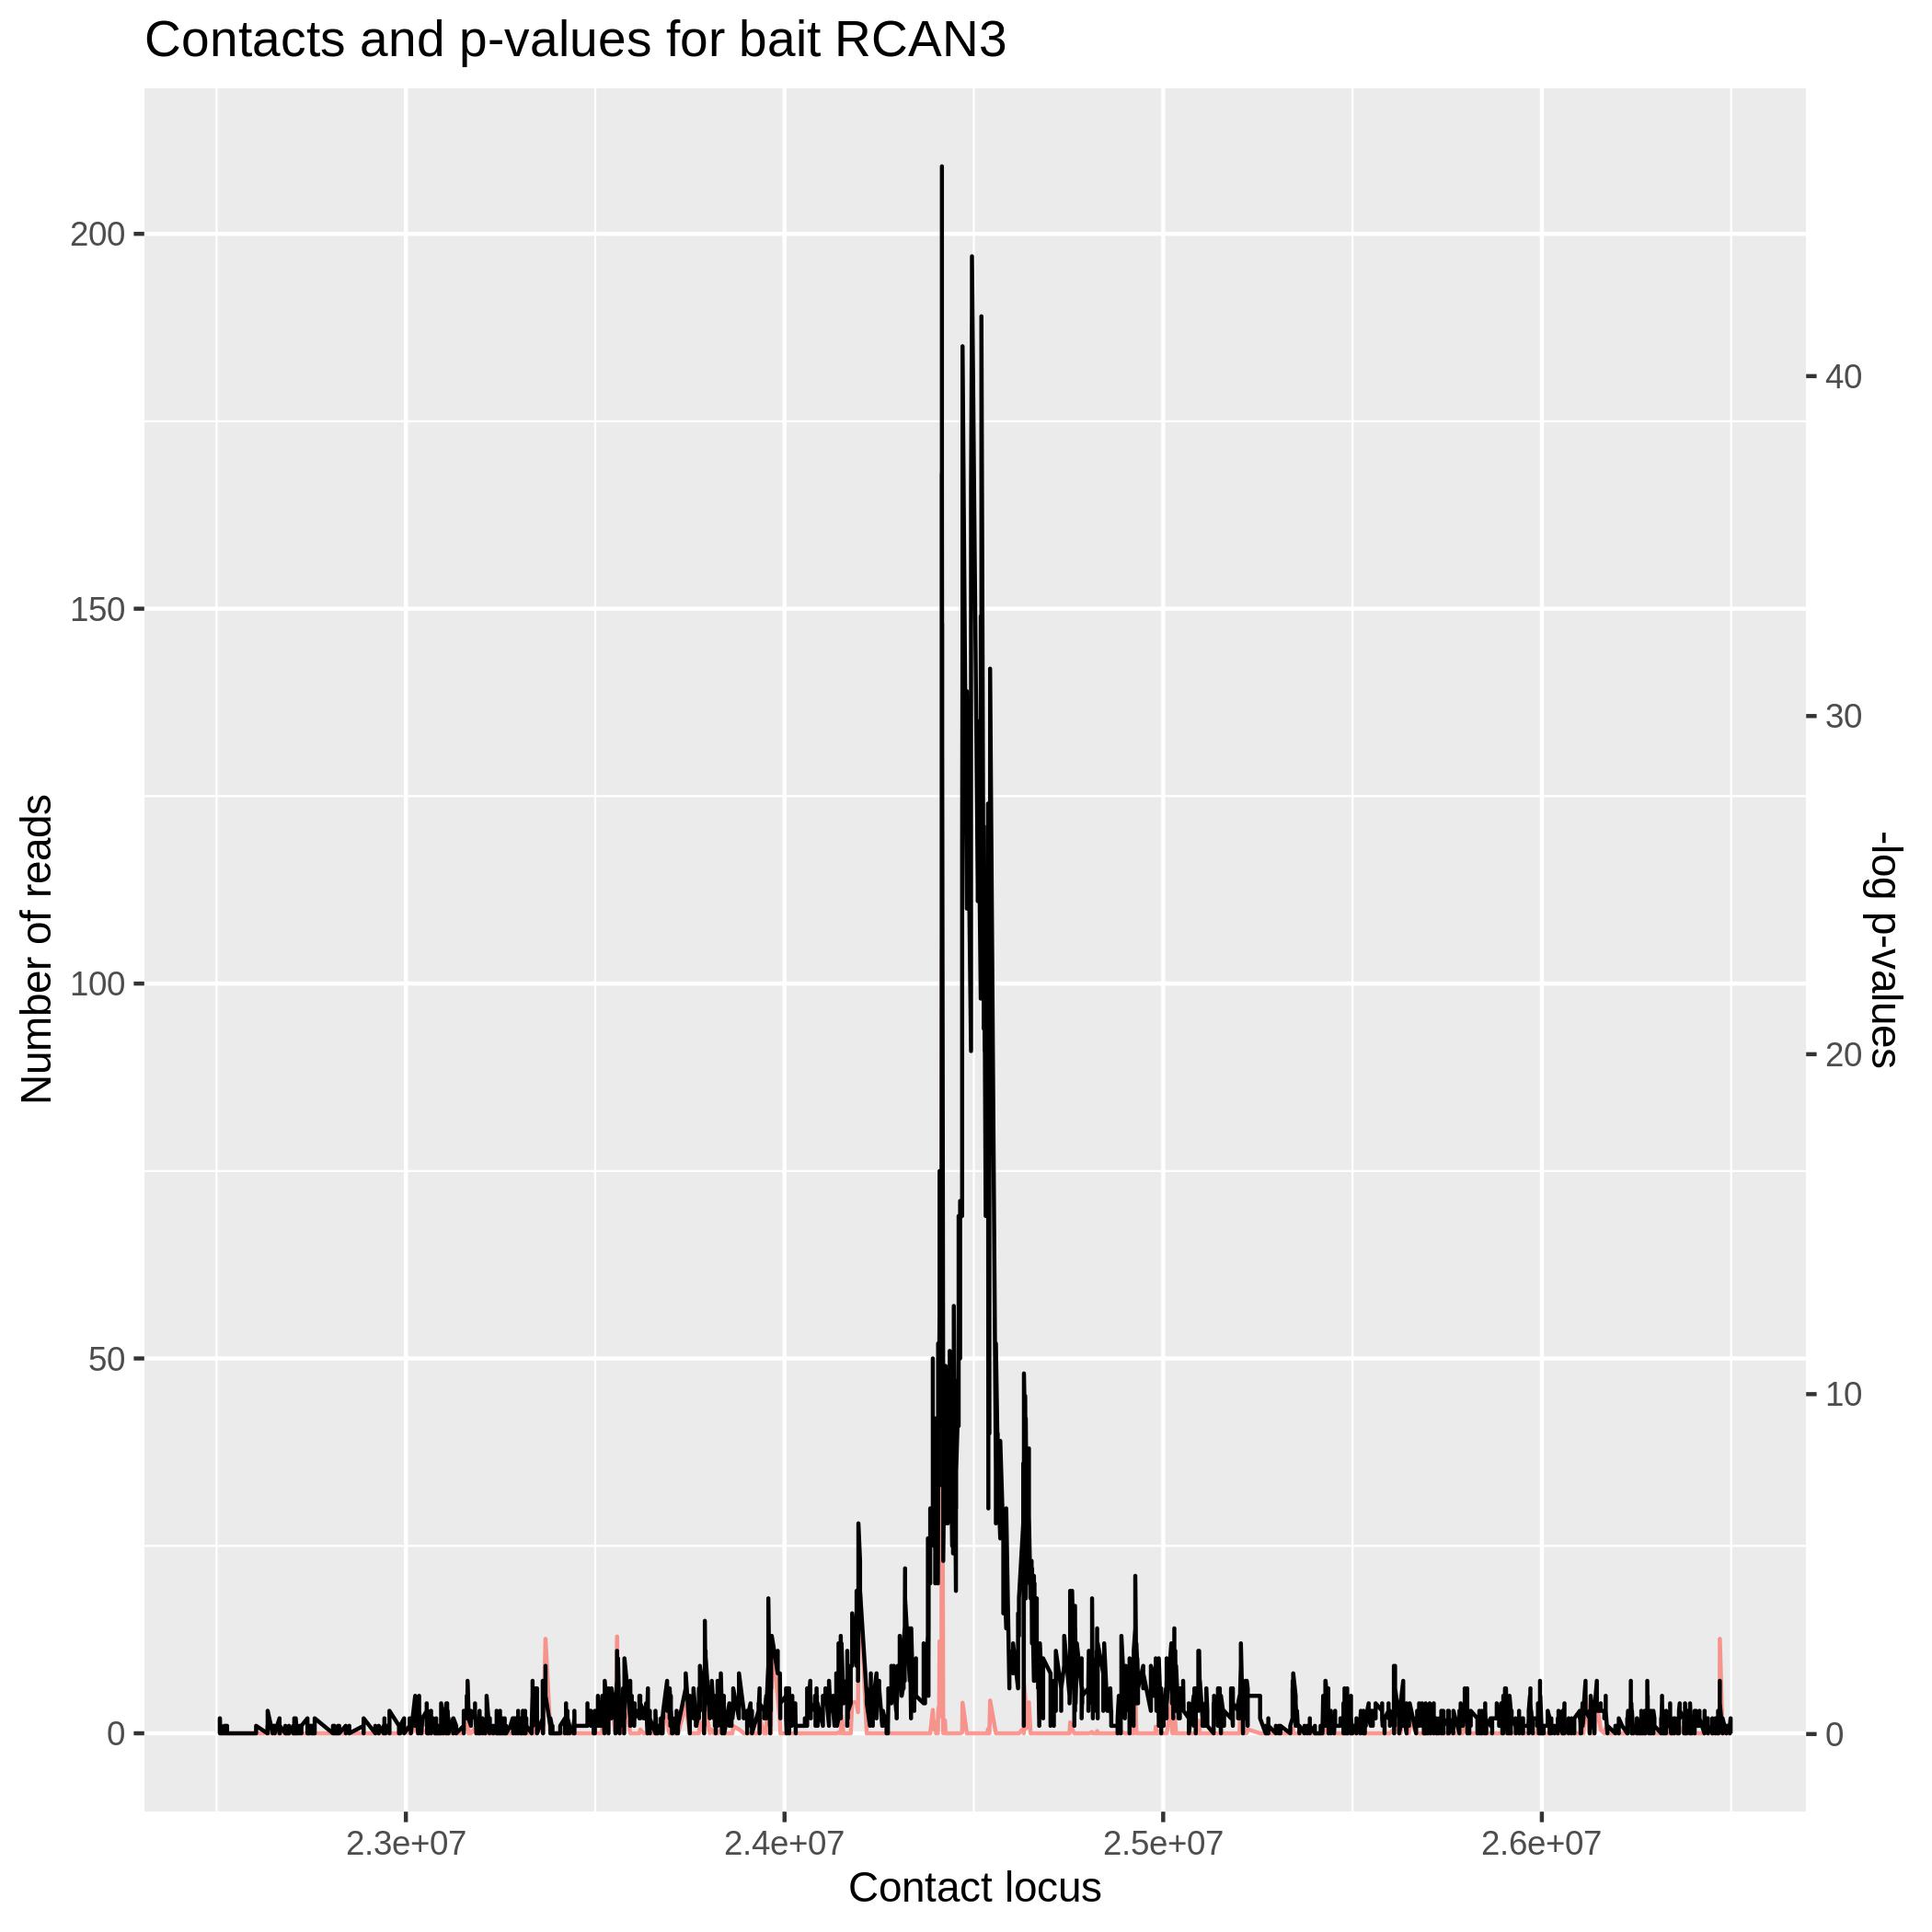 Contacts and p-values for bait RCAN3
200
150
100
50
0
Number of reads
40
30
20
10
0
-log p-values
2.3e+07
2.4e+07
2.5e+07
2.6e+07
Contact locus